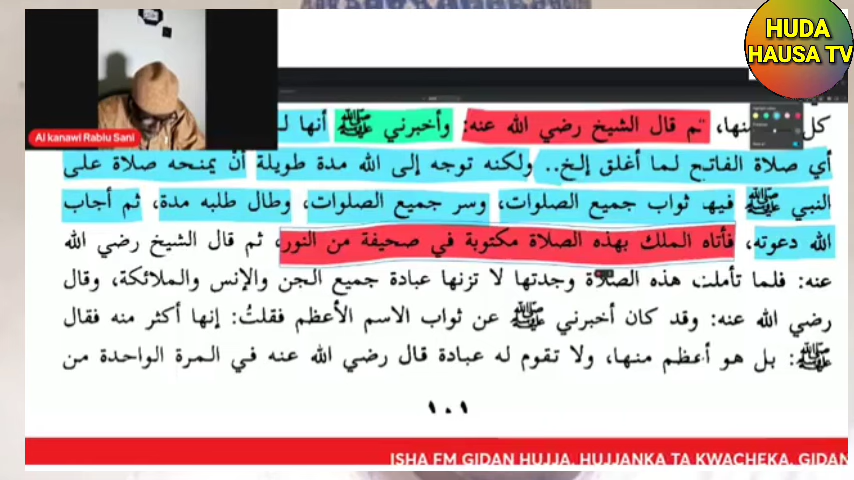 HUDA
HAUSA TV
Al kanawi Rabiu Sani
كل منها، ثم قال الشيخ رضي الله عنه: وأخبرني ﷺ أنها
أي صلاة الفاتح لما أغلق إلخ.. ولكنه توجه إلى الله مدة طويلة أنْ يمنحه صلاة على
النبي ﷺ فيها ثواب جميع الصلوات، وسر جميع الصلوات، وطال طلبه مدة، ثم أجاب
الله دعوته، فأتاه الملك بهذه الصلاة مكتوبة في صحيفة من النور، ثم قال الشيخ رضي الله
عنه: فلما تأملت هذه الصلاة وجدتها لا تزنها عبادة جميع الجن والإنس والملائكة، وقال
رضي الله عنه: وقد كان أخبرني ﷺ عن ثواب الاسم الأعظم فقلتُ: إنها أكثر منه فقال
ﷺ: بل هو أعظم منها، ولا تقوم له عبادة قال رضي الله عنه في المرة الواحدة من
١٠١
ISHA FM GIDAN HUJJA, HUJJANKA TA KWACHEKA, GIDAN